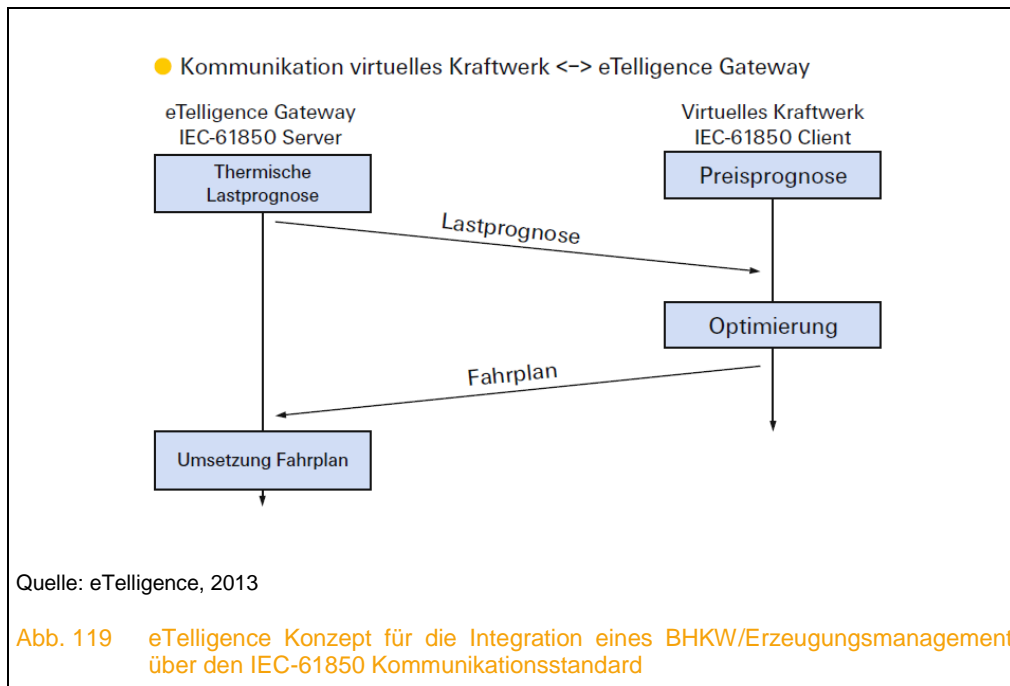 Kommunikation virtuelles Kraftwerk <-> eTelligence Gateway
eTelligence Gateway
IEC-61850 Server
Virtuelles Kraftwerk
IEC-61850 Client
Thermische
Lastprognose
Preisprognose
Lastprognose
Optimierung
Fahrplan
Umsetzung Fahrplan
Quelle: eTelligence, 2013
Abb. 119 eTelligence Konzept für die Integration eines BHKW/Erzeugungsmanagement
über den IEC-61850 Kommunikationsstandard